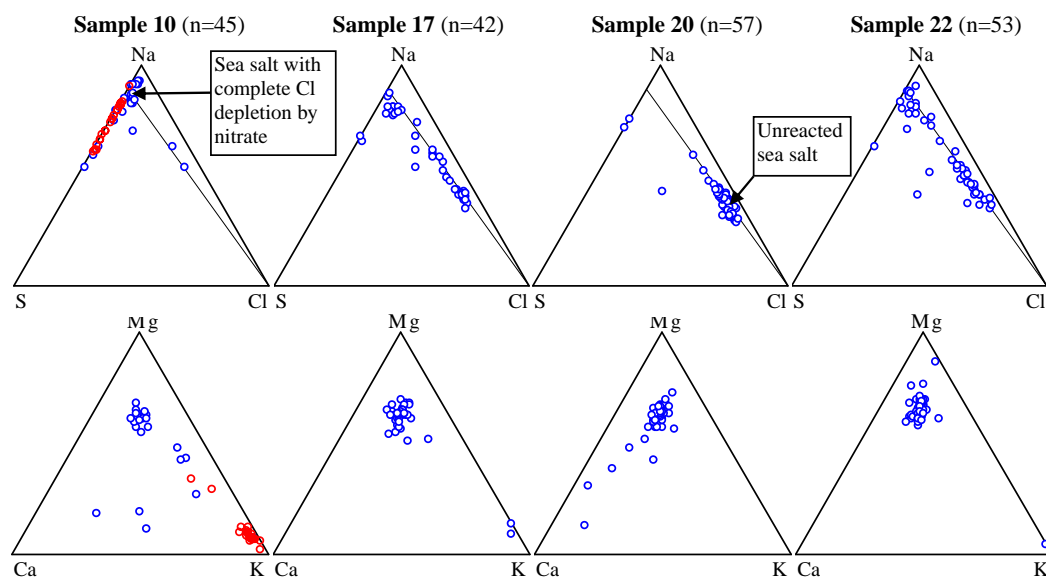 Sample 10 (n=45)
Sample 17 (n=42)
Sample 20 (n=57)
Sample 22 (n=53)
Na
Na
Na
Na
Sea salt with
complete Cl
depletion by
nitrate
Unreacted
sea salt
S
Cl
S
Cl
S
Cl
S
Cl
Mg
Mg
Mg
Mg
Ca
K
Ca
K
Ca
K
Ca
K